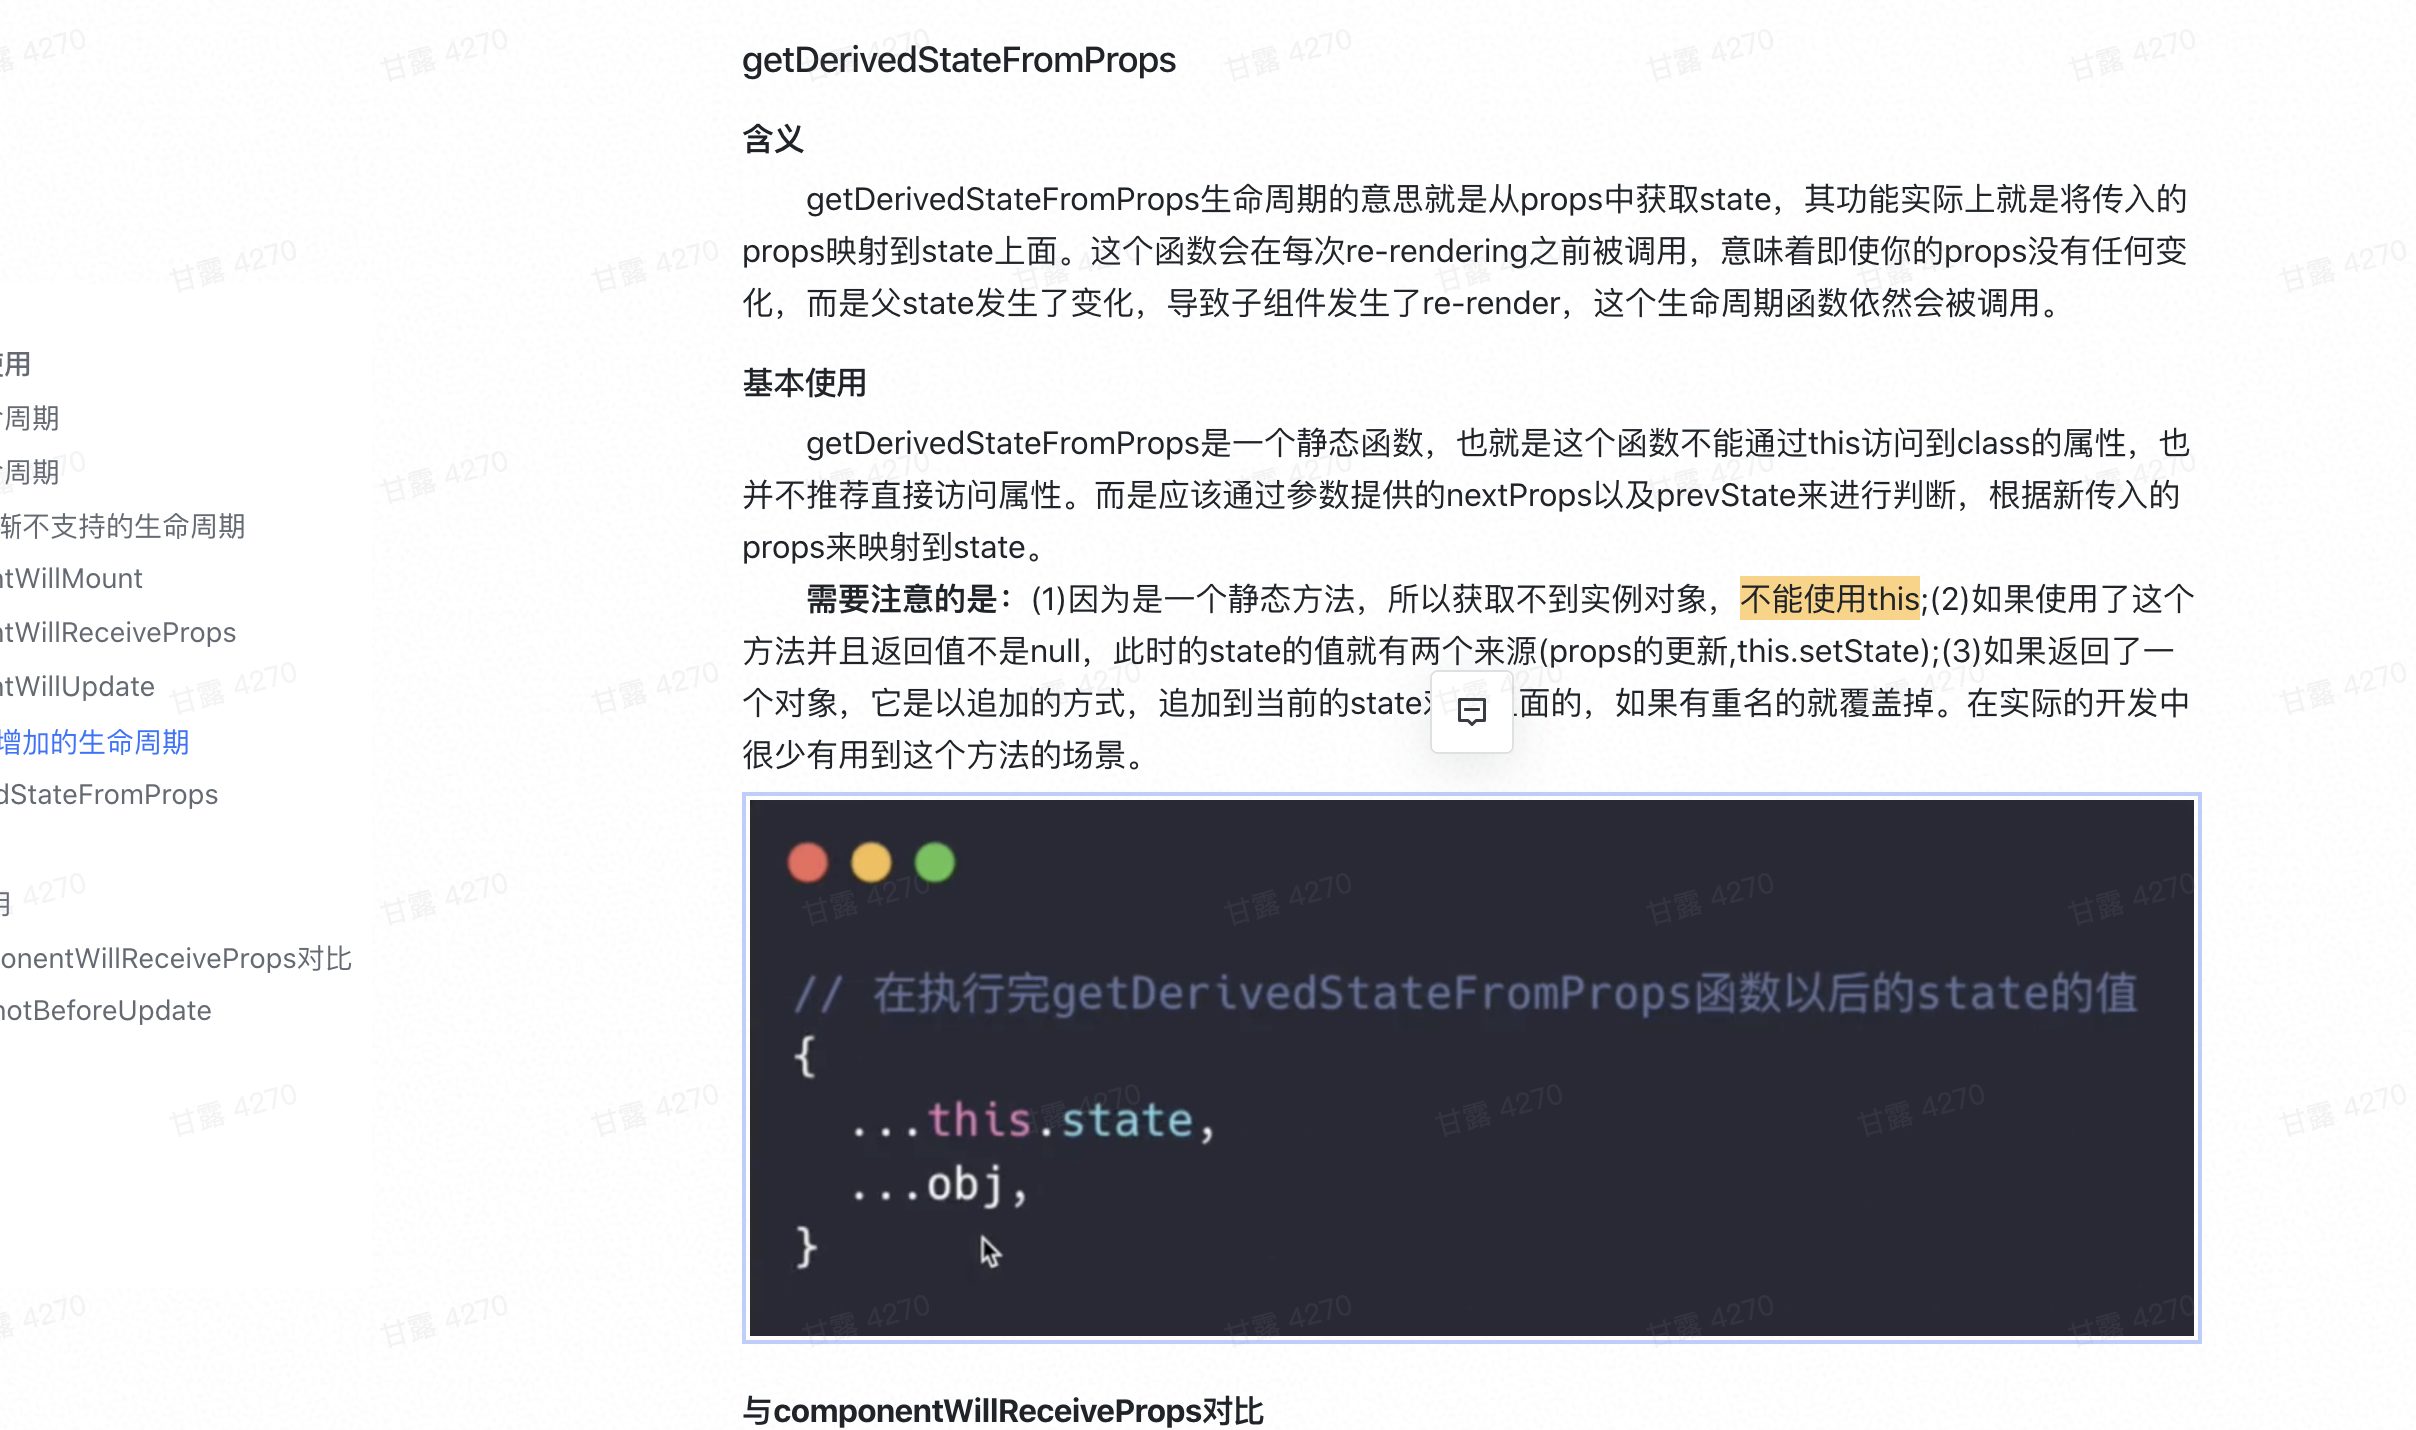 getDerivedStateFromProps
含义
getDerivedStateFromProps生命周期的意思就是从props中获取state，其功能实际上就是将传入的
props映射到state上面。这个函数会在每次re-rendering之前被调用，意味着即使你的props没有任何变
化，而是父state发生了变化，导致子组件发生了re-render，这个生命周期函数依然会被调用。
基本使用
getDerivedStateFromProps是一个静态函数，也就是这个函数不能通过this访问到class的属性，也
并不推荐直接访问属性。而是应该通过参数提供的nextProps以及prevState来进行判断，根据新传入的
props来映射到state。
需要注意的是：(1)因为是一个静态方法，所以获取不到实例对象，不能使用this;(2)如果使用了这个
方法并且返回值不是null，此时的state的值就有两个来源(props的更新,this.setState);(3)如果返回了一
个对象，它是以追加的方式，追加到当前的state 面的，如果有重名的就覆盖掉。在实际的开发中
很少有用到这个方法的场景。
// 在执行完getDerivedStateFromProps函数以后的state的值
{
...this.state,
...obj,
}
与componentWillReceiveProps对比
使用
周期
周期
渐不支持的生命周期
ntWillMount
ntWillReceiveProps
ntWillUpdate
增加的生命周期
dStateFromProps
用
onentWillReceiveProps对比
hotBeforeUpdate
甘露 4270